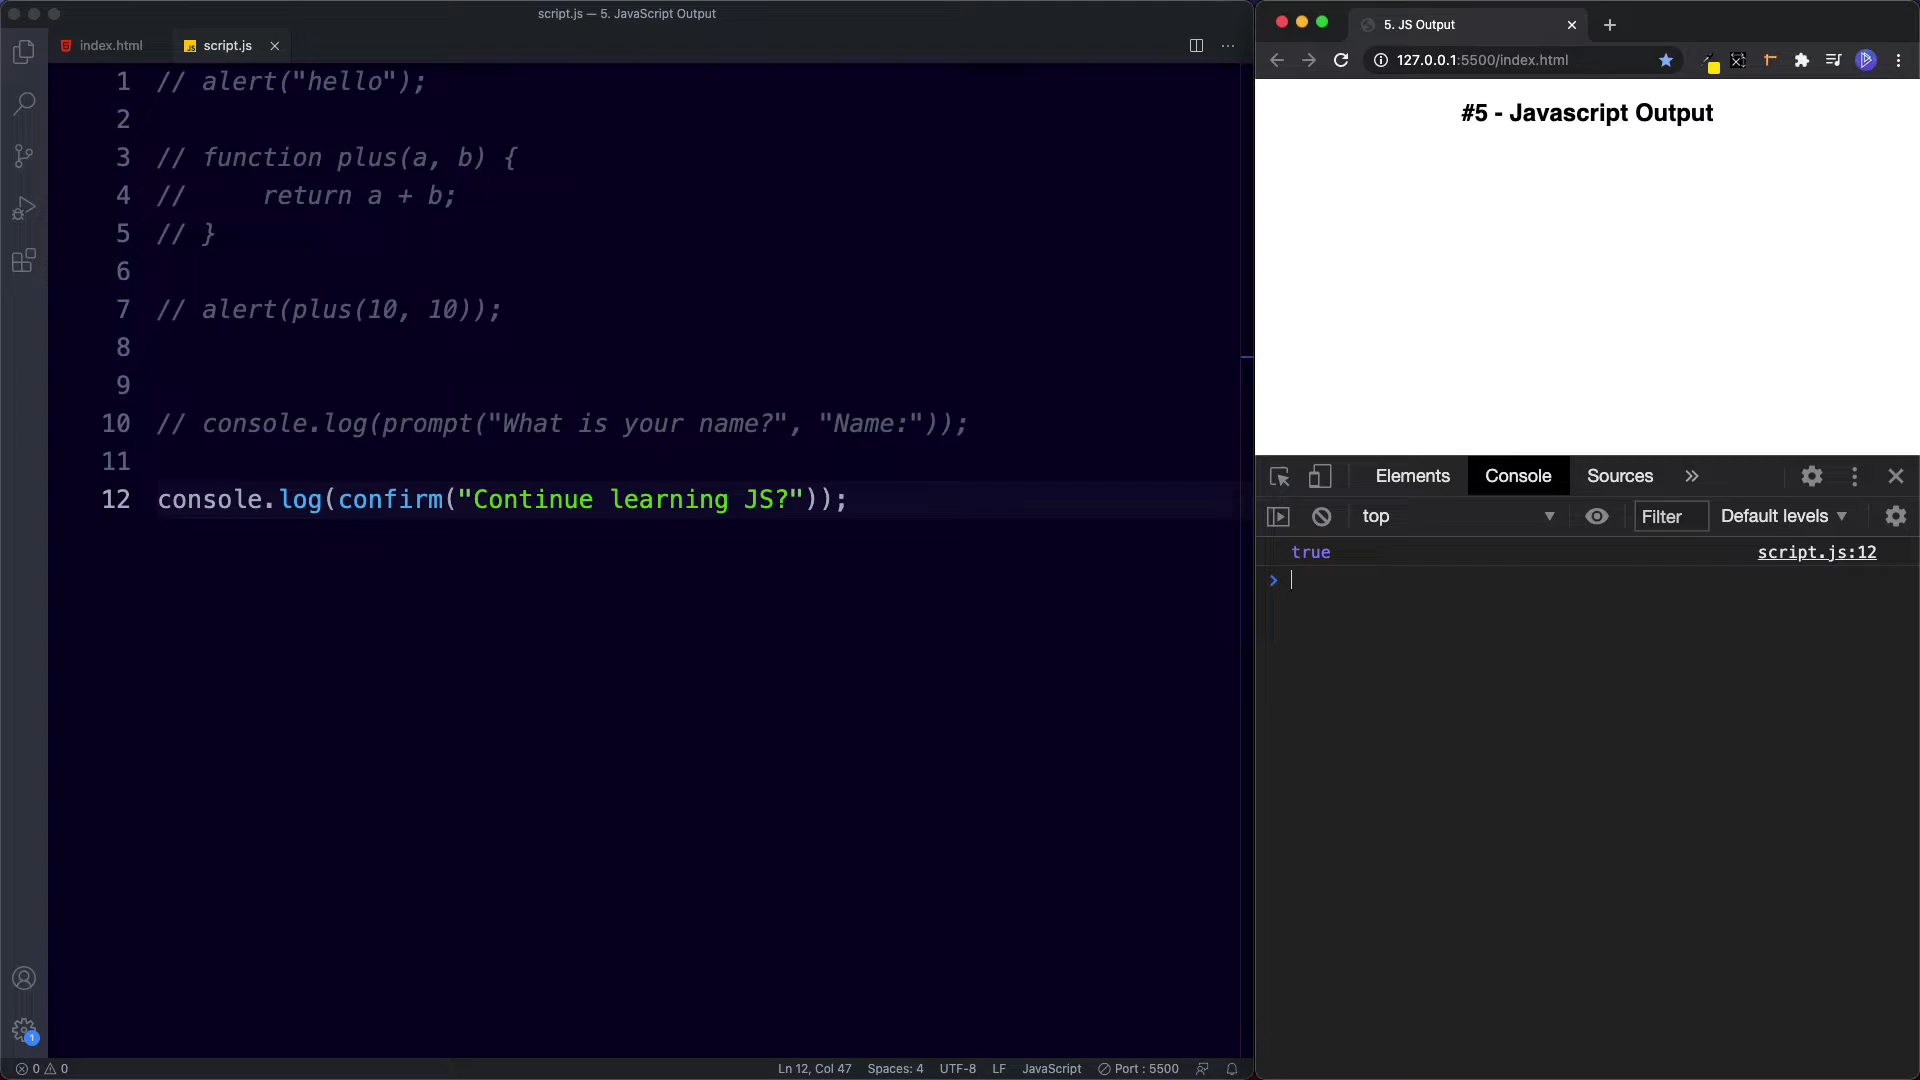 script.js — 5. JavaScript Output
index.html
script.js
1 // alert("hello");
2
3 // function plus(a, b) {
4 //     return a + b;
5 // }
6
7 // alert(plus(10, 10));
8
9
10 // console.log(prompt("What is your name?", "Name:"));
11
12 console.log(confirm("Continue learning JS?"));
1
0 0
Ln 12, Col 47 Spaces: 4 UTF-8 LF JavaScript Port : 5500
5. JS Output
127.0.0.1:5500/index.html
#5 - Javascript Output
Elements Console Sources »
top Filter Default levels
true script.js:12